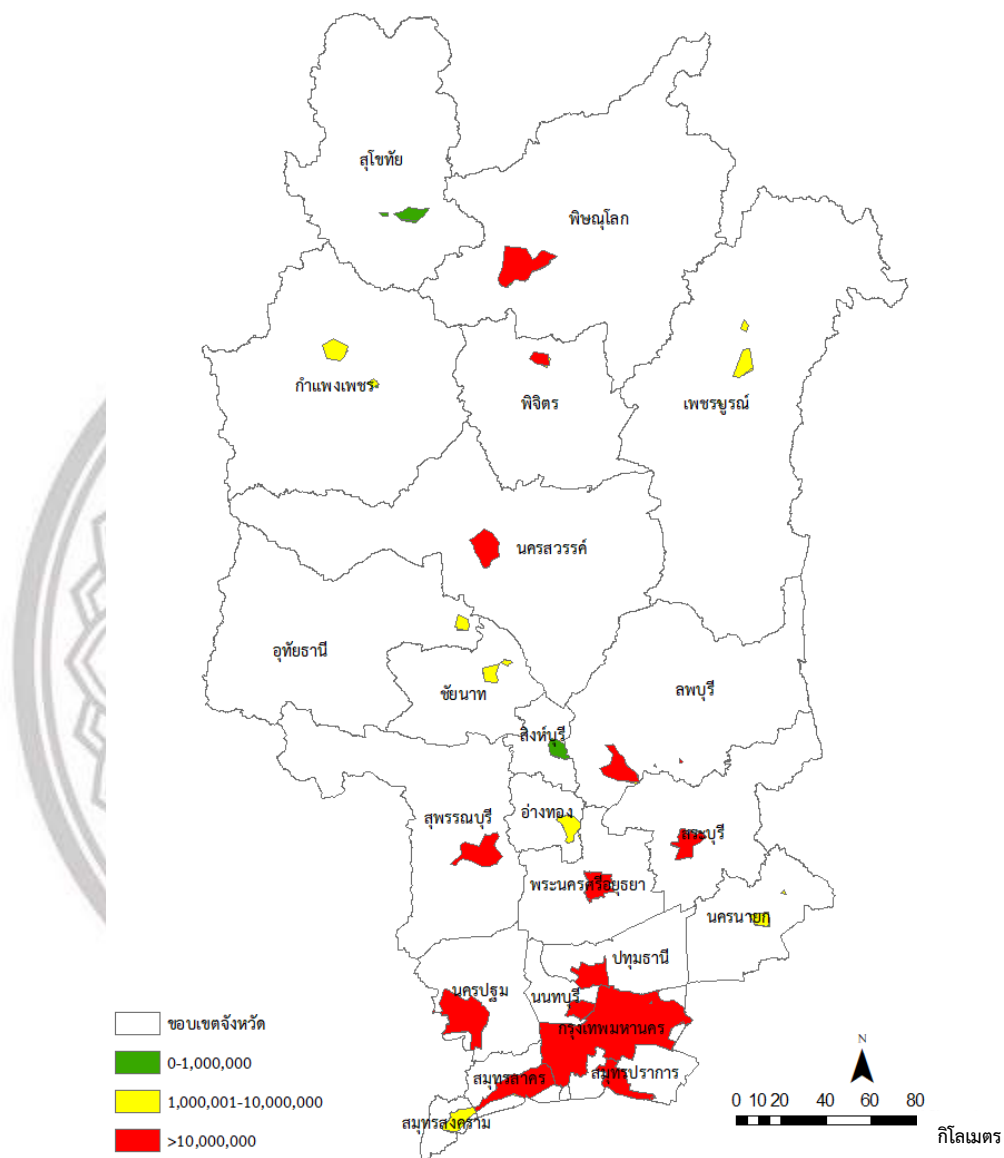 สุโขทัย
พิษณุโลก
กำแพงเพชร
พิจิตร
เพชรบูรณ์
นครสวรรค์
อุทัยธานี
ชัยนาท
ลพบุรี
สิงห์บุรี
สุพรรณบุรี
อ่างทอง
สระบุรี
พระนครศรีอยุธยา
นครนายก
ปทุมธานี
นครปฐม
นนทบุรี
กรุงเทพมหานคร
สมุทรสาคร
สมุทรปราการ
สมุทรสงคราม
ขอบเขตจังหวัด
0-1,000,000
1,000,001-10,000,000
>10,000,000
N
0 10 20 40 60 80
กิโลเมตร